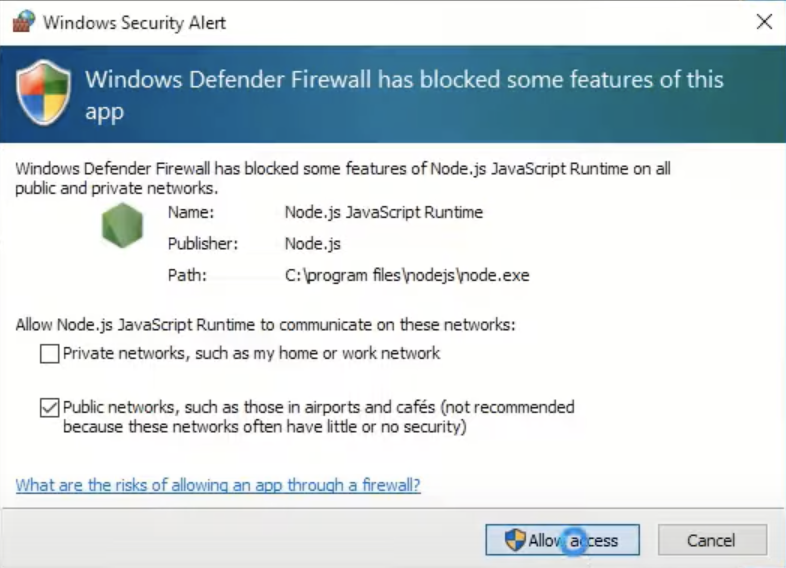 Windows Security Alert
Windows Defender Firewall has blocked some features of this
app
Windows Defender Firewall has blocked some features of Node.js JavaScript Runtime on all
public and private networks.
Name: Node.js JavaScript Runtime
Publisher: Node.js
Path: C:\program files\nodejs\node.exe
Allow Node.js JavaScript Runtime to communicate on these networks:
Private networks, such as my home or work network
Public networks, such as those in airports and cafés (not recommended
because these networks often have little or no security)
What are the risks of allowing an app through a firewall?
Allow access Cancel